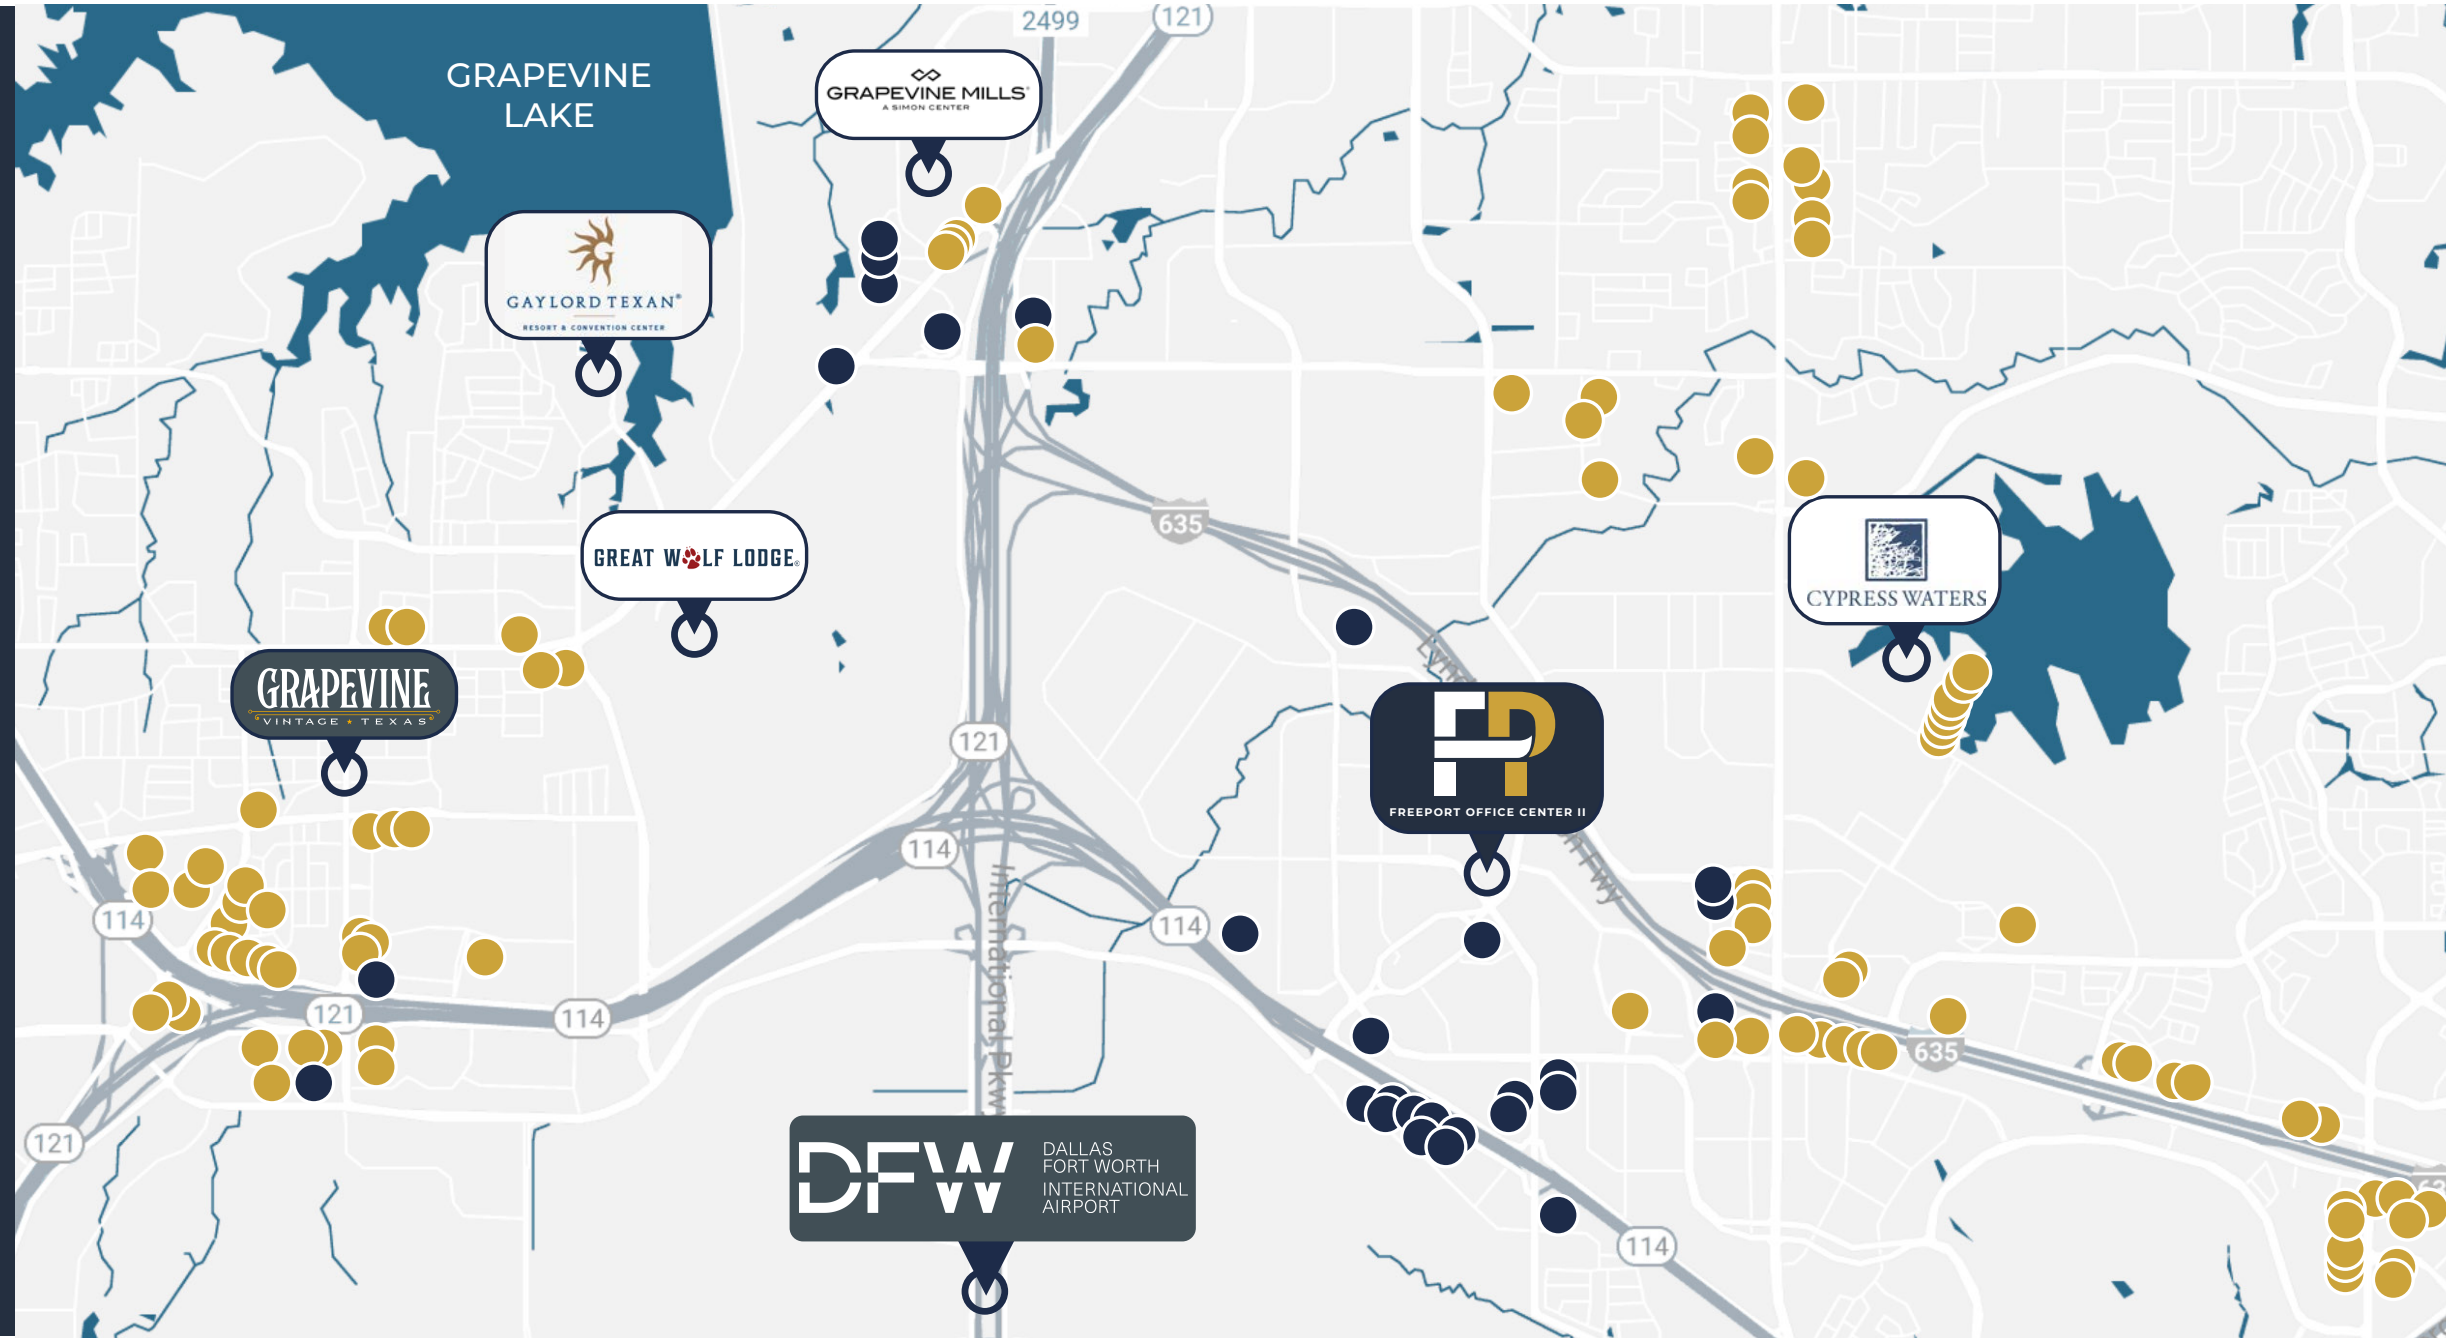 2499
121
GRAPEVINE
LAKE
GRAPEVINE MILLS
A SIMON CENTER
GAYLORD TEXAN®
RESORT & CONVENTION CENTER
635
GREAT WOLF LODGE®
CYPRESS WATERS
GRAPEVINE
VINTAGE ★ TEXAS
FP
FREEPORT OFFICE CENTER II
121
114
114
114
121
114
International Pkwy
635
121
DFW
DALLAS
FORT WORTH
INTERNATIONAL
AIRPORT
114